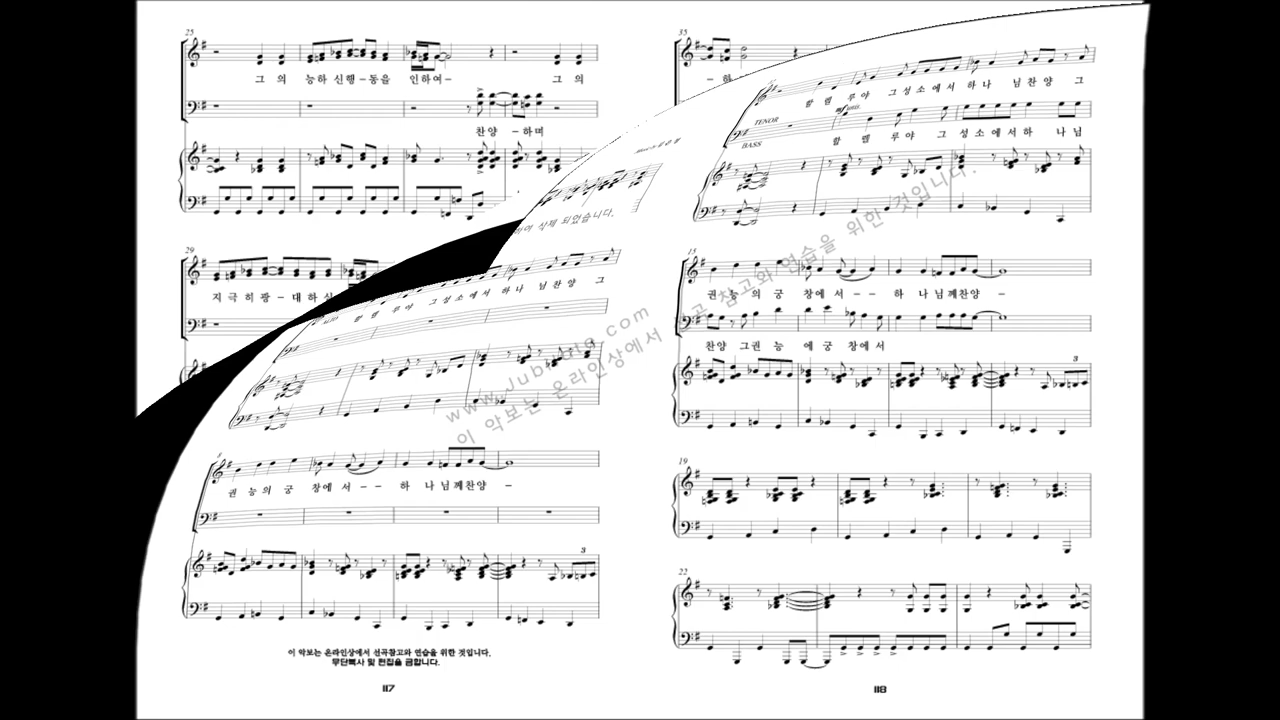 25
그 의 능하 신행-동을 인하여- 그 의
찬양 -하며
29
지극히광-대하신
삭제 되었습니다.
할 렐 루야 그성소에서 하나 님찬양 그
8
권 능의 궁 창에 서-- 하 나님께찬양 -
3
이 악보는 온라인상에서 선곡참고와 연습을 위한 것입니다.
무단복사 및 편집을 금합니다.
117
35
-하
할 렐 루야 그성소에서 하나 님찬양 그
TENOR
mf unis.
BASS
할 렐 루야 그성소에서하 나님
15
권능 의 궁 창에 서-- 하 나님께찬양 -
찬양 그권 능 에궁 창에서
3
19
22
118
www.Jubinote.com
이 악보는 온라인상에서 선곡 참고와 연습을 위한 것입니다.